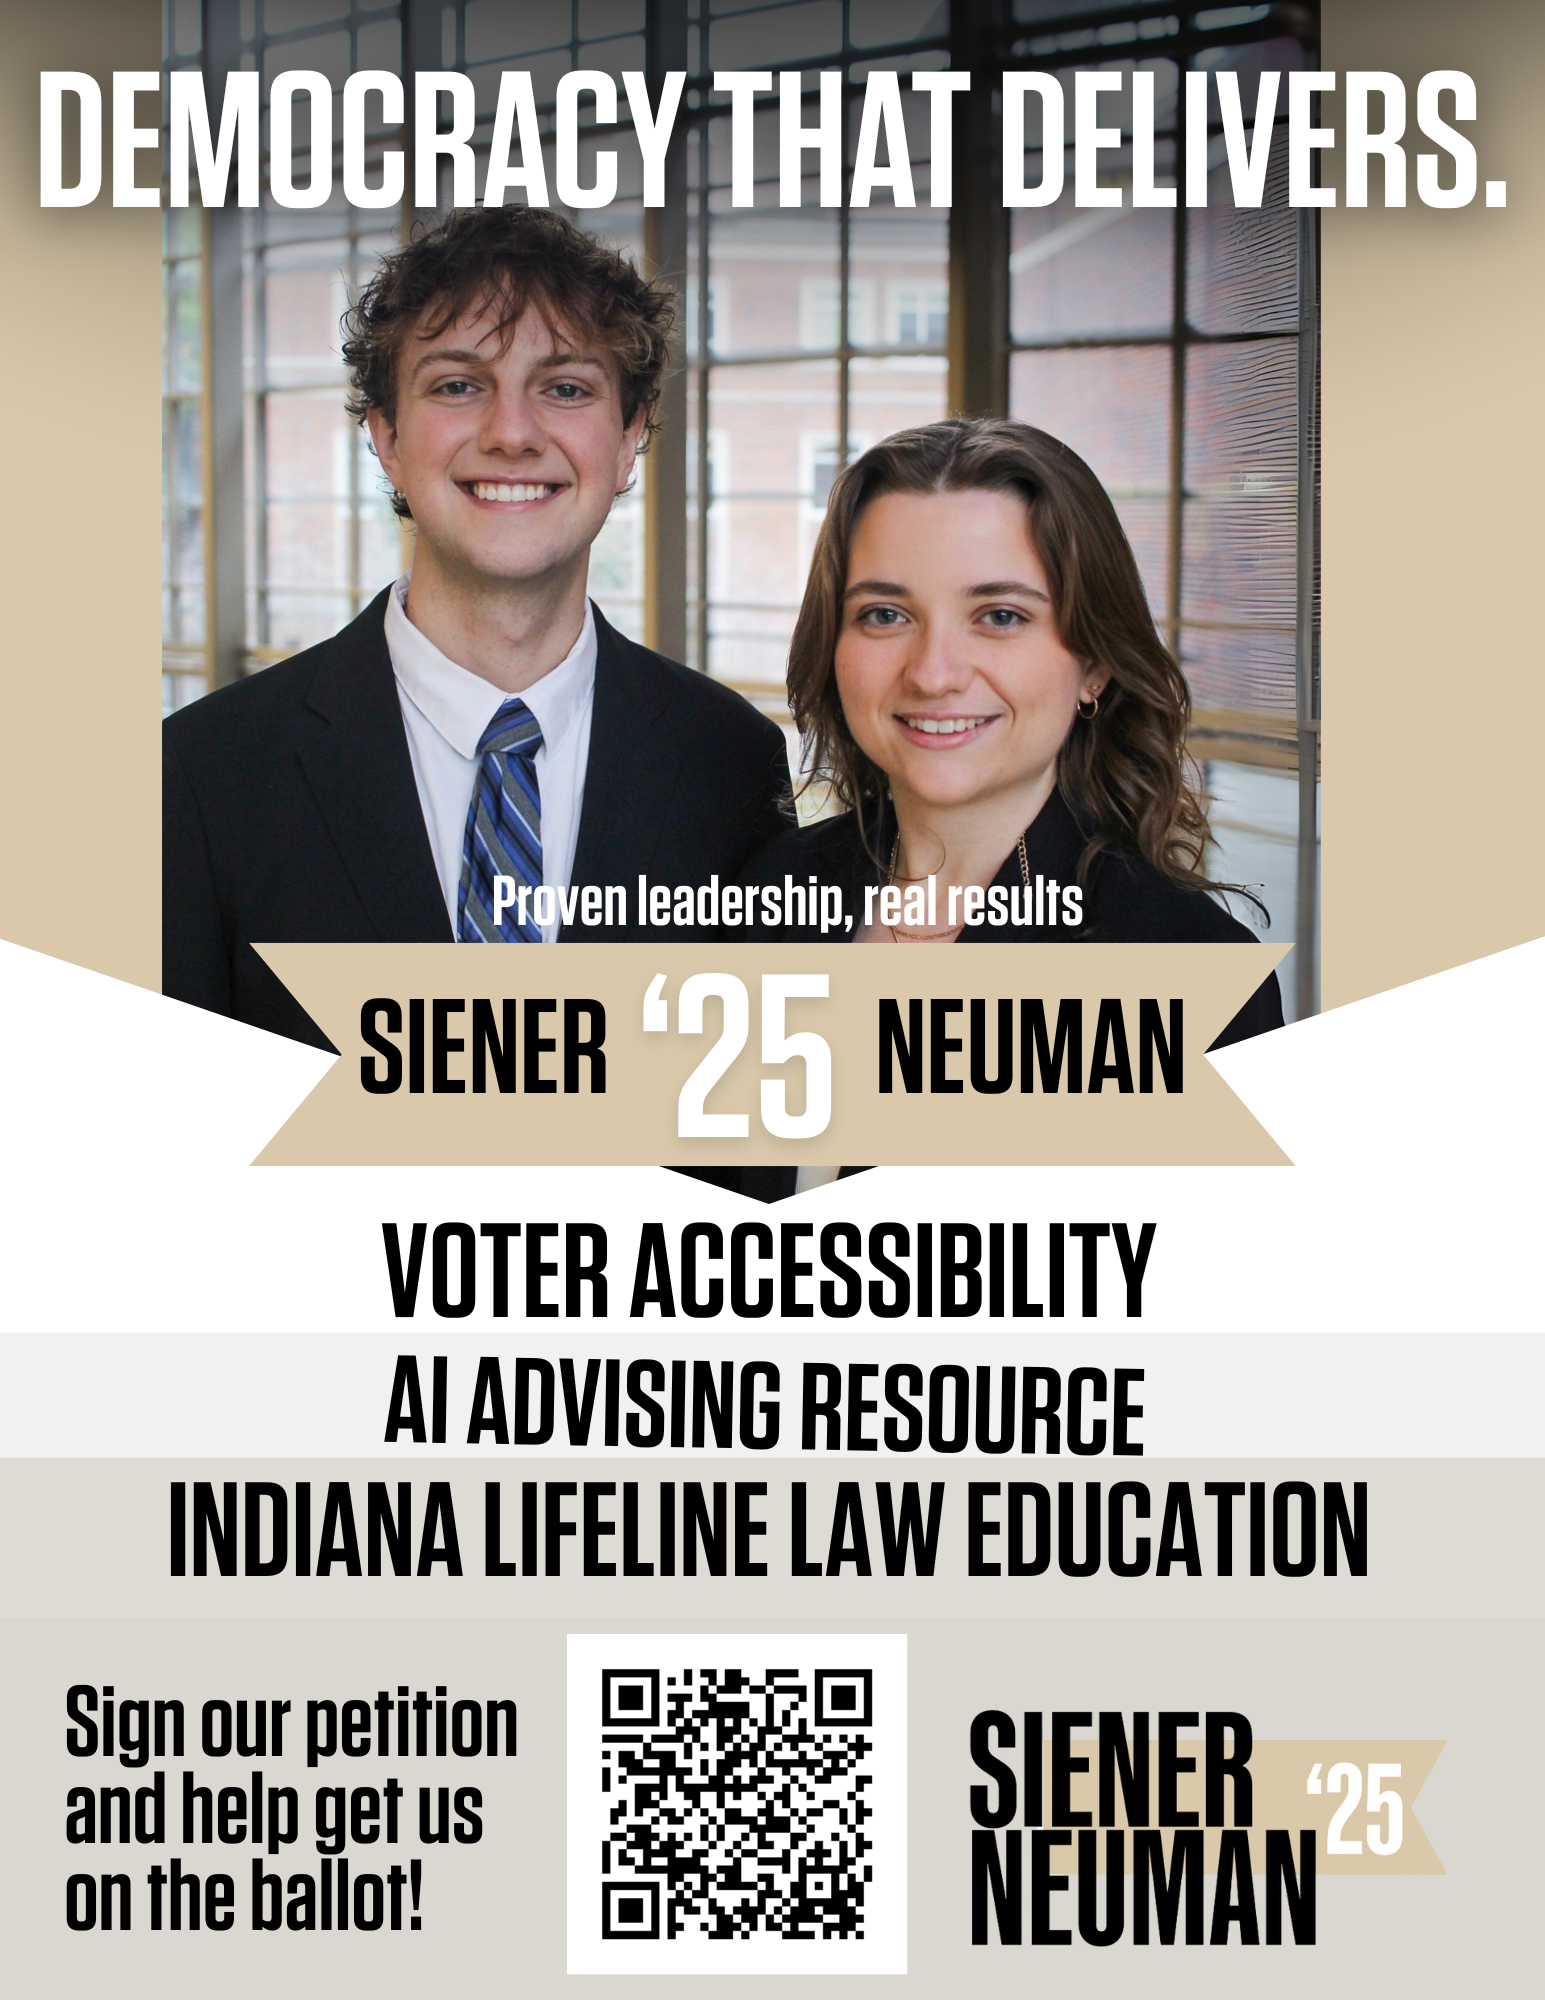 DEMOCRACY THAT DELIVERS.
Proven leadership, real results
SIENER ‘25 NEUMAN
VOTER ACCESSIBILITY
AI ADVISING RESOURCE
INDIANA LIFELINE LAW EDUCATION
Sign our petition
and help get us
on the ballot!
SIENER
‘25
NEUMAN